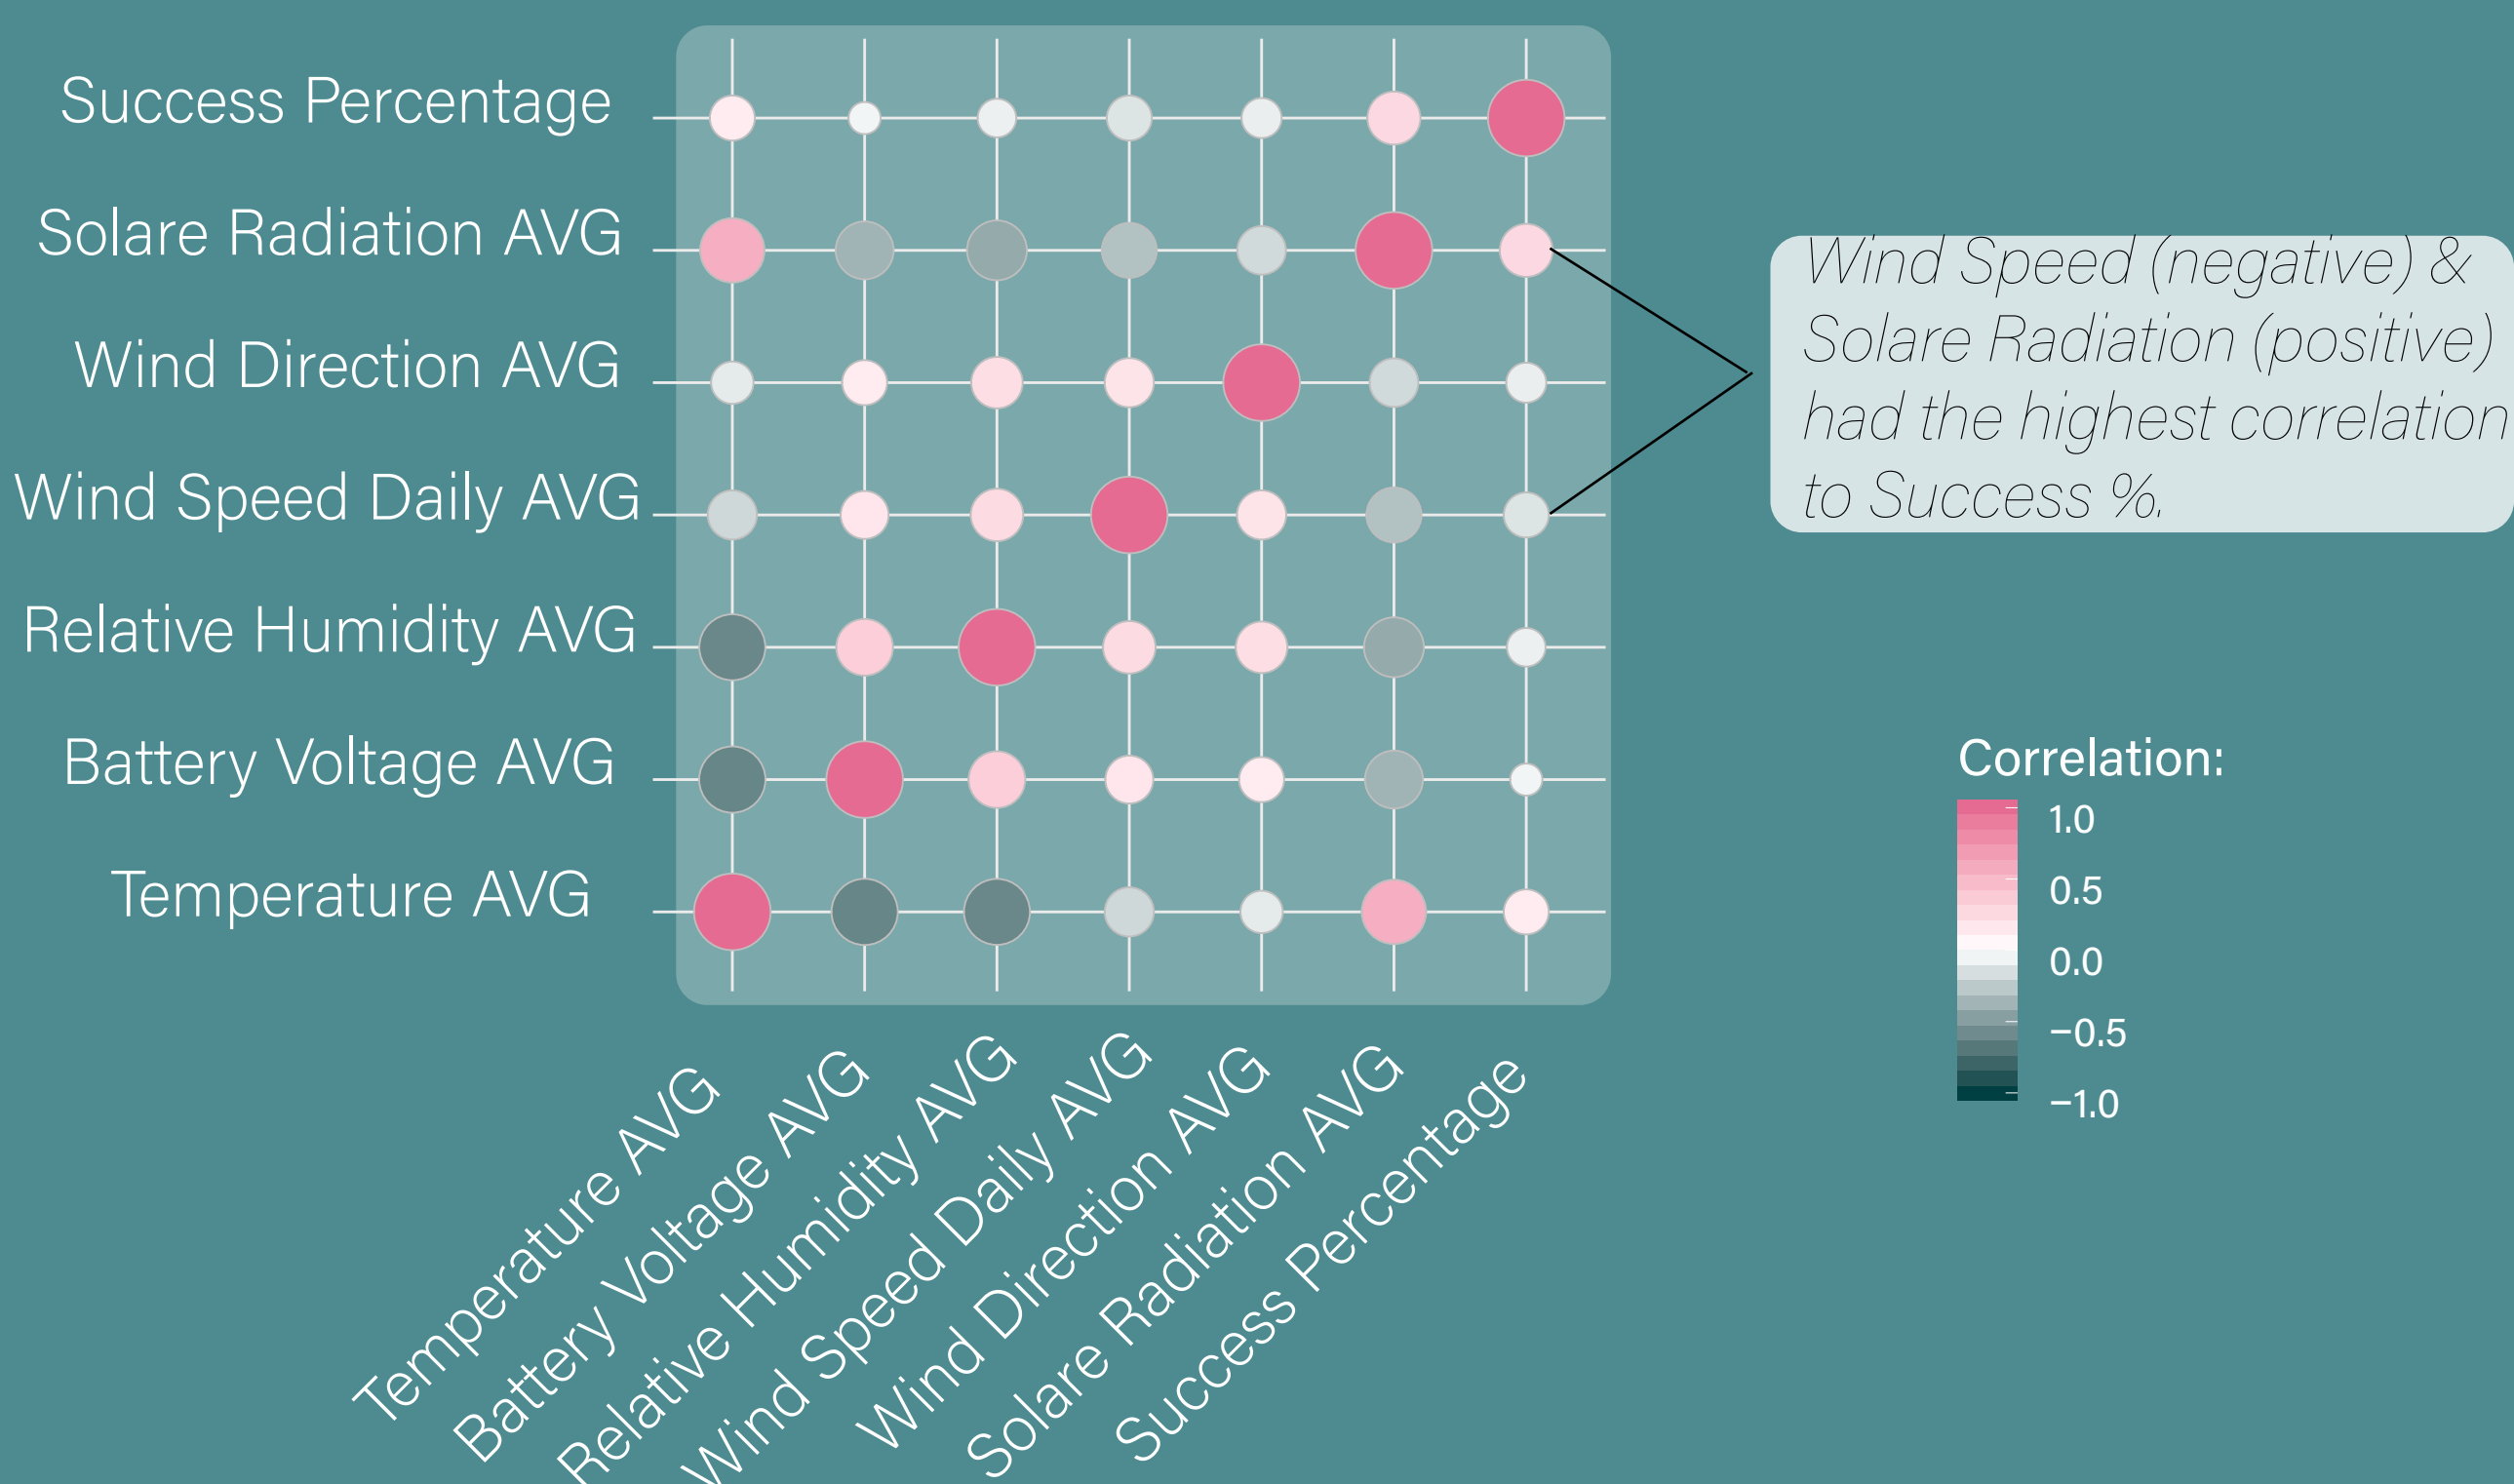 Success Percentage
Solare Radiation AVG
Wind Direction AVG
Wind Speed Daily AVG
Relative Humidity AVG
Battery Voltage AVG
Temperature AVG
Wind Speed (negative) &
Solare Radiation (positive)
had the highest correlation
to Success %.
Correlation:
1.0
0.5
0.0
−0.5
−1.0
Temperature AVG
Battery Voltage AVG
Relative Humidity AVG
Wind Speed Daily AVG
Wind Direction AVG
Solare Radiation AVG
Success Percentage